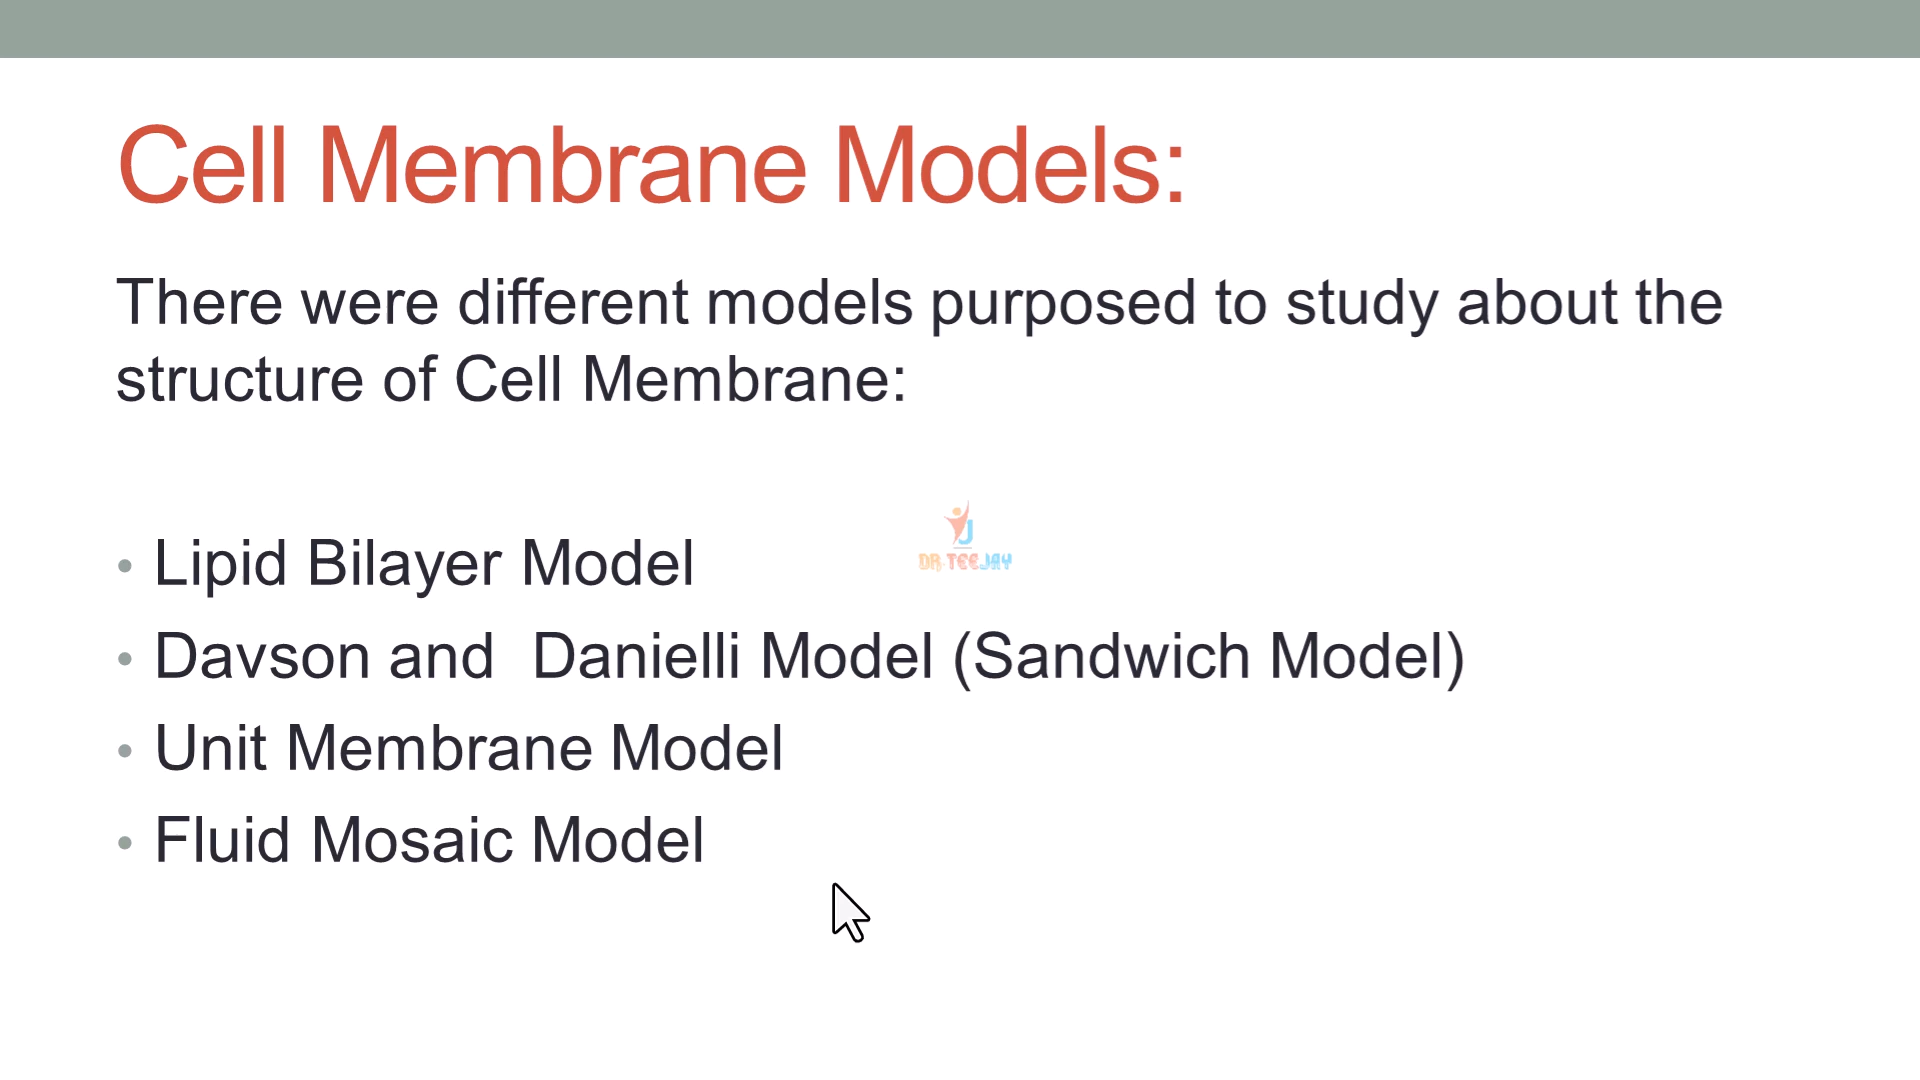 Cell Membrane Models:
There were different models purposed to study about the
structure of Cell Membrane:
• Lipid Bilayer Model
DR TEEJAY
• Davson and  Danielli Model (Sandwich Model)
• Unit Membrane Model
• Fluid Mosaic Model